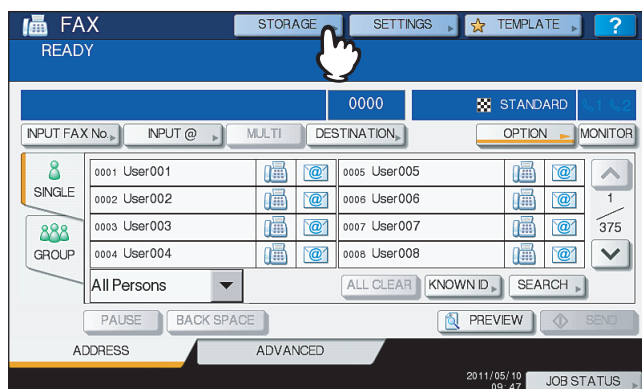 FAX STORAGE SETTINGS TEMPLATE ?
READY
0000 STANDARD 1 2
INPUT FAX No. INPUT @ MULTI DESTINATION OPTION MONITOR
SINGLE
GROUP
0001 User001 @ 0005 User005 @
0002 User002 @ 0006 User006 @
0003 User003 @ 0007 User007 @
0004 User004 @ 0008 User008 @
1
375
All Persons ALL CLEAR KNOWN ID SEARCH
PAUSE BACK SPACE PREVIEW SEND
ADDRESS ADVANCED
2011/05/10
09:47
JOB STATUS